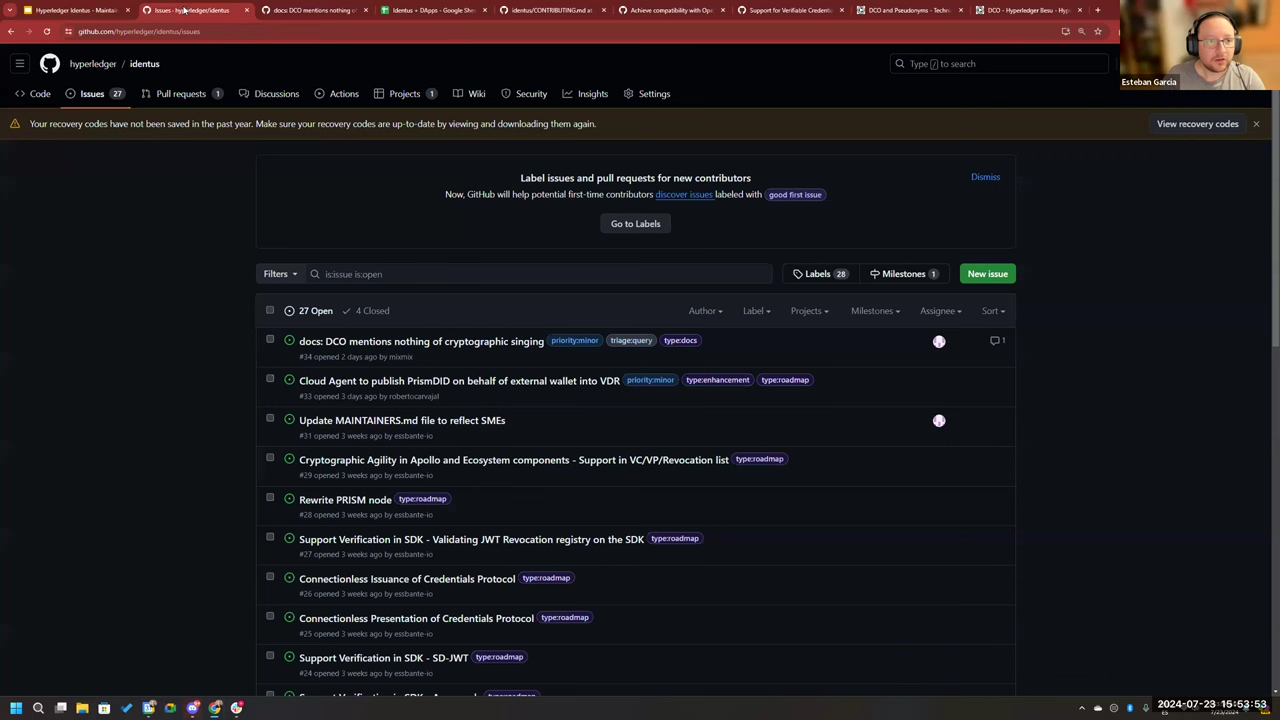 Hyperledger Identus - Maintai
Issues - hyperledger/identus
docs: DCO mentions nothing o
Identus + DApps - Google She
identus/CONTRIBUTING.md at
Achieve compatibility with Ope
Support for Verifiable Credentia
DCO and Pseudonyms - Techn
DCO - Hyperledger Besu - Hyp
github.com/hyperledger/identus/issues
Esteban Garcia
hyperledger / identus
Type / to search
Code
Issues 27
Pull requests 1
Discussions
Actions
Projects 1
Wiki
Security
Insights
Settings
Your recovery codes have not been saved in the past year. Make sure your recovery codes are up-to-date by viewing and downloading them again.
View recovery codes
Label issues and pull requests for new contributors
Dismiss
Now, GitHub will help potential first-time contributors discover issues labeled with good first issue
Go to Labels
Filters
is:issue is:open
Labels 28
Milestones 1
New issue
27 Open
4 Closed
Author
Label
Projects
Milestones
Assignee
Sort
docs: DCO mentions nothing of cryptographic singing priority:minor triage:query type:docs
1
#34 opened 2 days ago by mixmix
Cloud Agent to publish PrismDID on behalf of external wallet into VDR priority:minor type:enhancement type:roadmap
#33 opened 3 days ago by robertocarvajal
Update MAINTAINERS.md file to reflect SMEs
#31 opened 3 weeks ago by essbante-io
Cryptographic Agility in Apollo and Ecosystem components - Support in VC/VP/Revocation list type:roadmap
#29 opened 3 weeks ago by essbante-io
Rewrite PRISM node type:roadmap
#28 opened 3 weeks ago by essbante-io
Support Verification in SDK - Validating JWT Revocation registry on the SDK type:roadmap
#27 opened 3 weeks ago by essbante-io
Connectionless Issuance of Credentials Protocol type:roadmap
#26 opened 3 weeks ago by essbante-io
Connectionless Presentation of Credentials Protocol type:roadmap
#25 opened 3 weeks ago by essbante-io
Support Verification in SDK - SD-JWT type:roadmap
#24 opened 3 weeks ago by essbante-io
2024-07-23 15:53:53